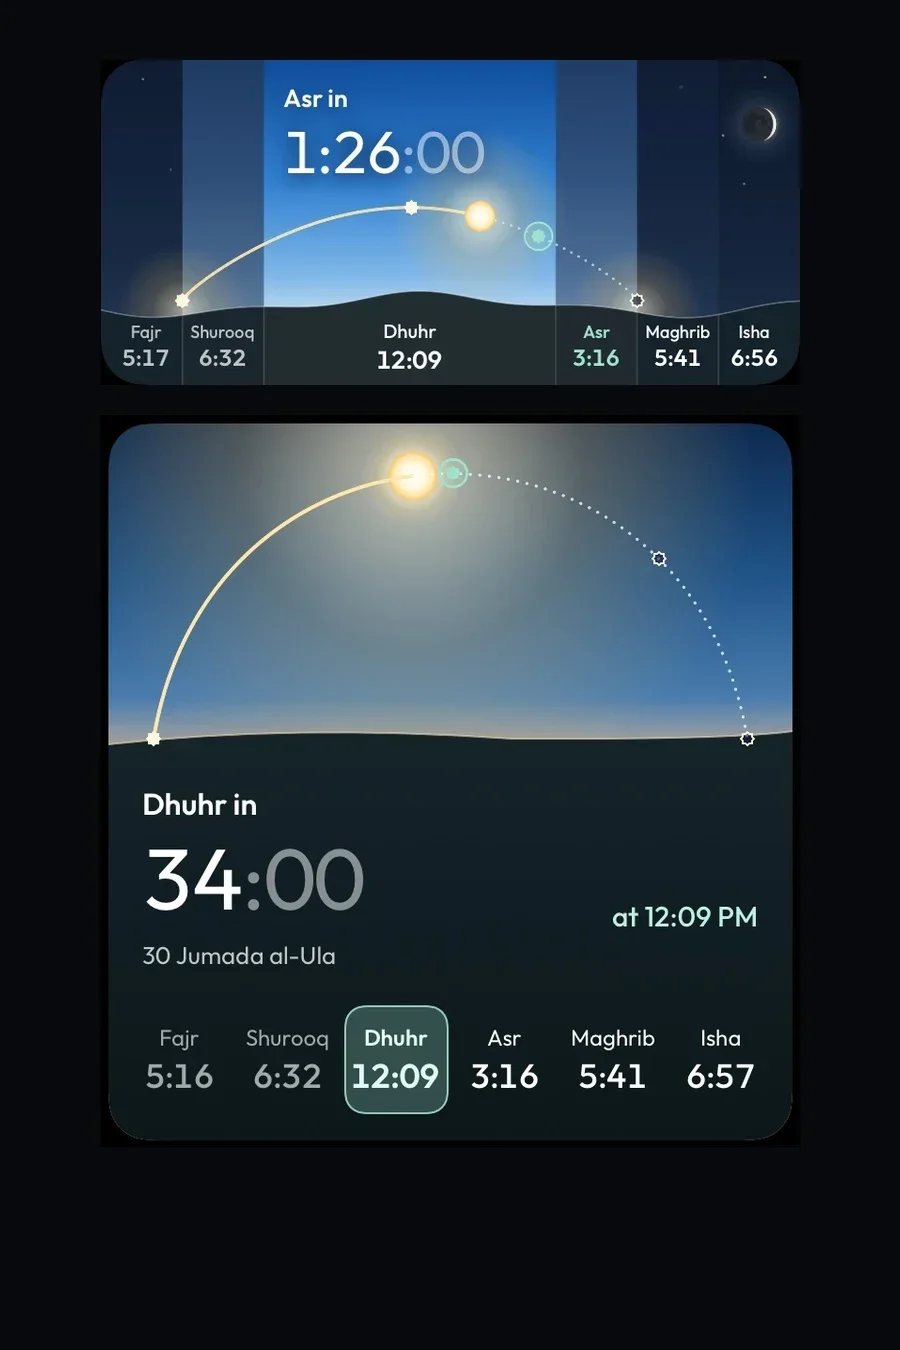 Asr in
1:26:00
Fajr Shurooq Dhuhr Asr Maghrib Isha
5:17 6:32 12:09 3:16 5:41 6:56
Dhuhr in
34:00
at 12:09 PM
30 Jumada al-Ula
Fajr Shurooq Dhuhr Asr Maghrib Isha
5:16 6:32 12:09 3:16 5:41 6:57